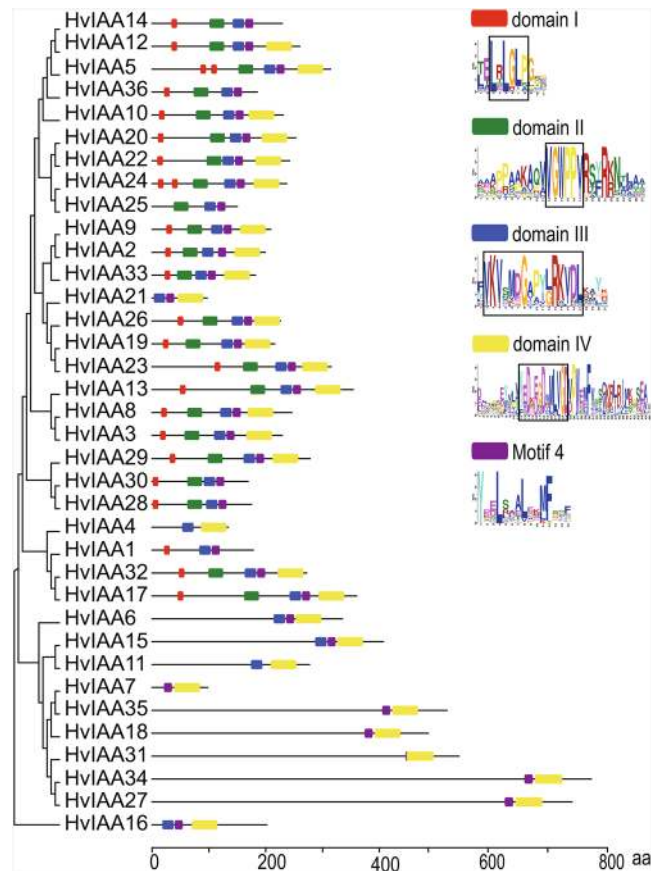 HvIAA14
HvIAA12
HvIAA5
HvIAA36
HvIAA10
HvIAA20
HvIAA22
HvIAA24
HvIAA25
HvIAA9
HvIAA2
HvIAA33
HvIAA21
HvIAA26
HvIAA19
HvIAA23
HvIAA13
HvIAA8
HvIAA3
HvIAA29
HvIAA30
HvIAA28
HvIAA4
HvIAA1
HvIAA32
HvIAA17
HvIAA6
HvIAA15
HvIAA11
HvIAA7
HvIAA35
HvIAA18
HvIAA31
HvIAA34
HvIAA27
HvIAA16
0 200 400 600 800 aa
domain I
domain II
domain III
domain IV
Motif 4